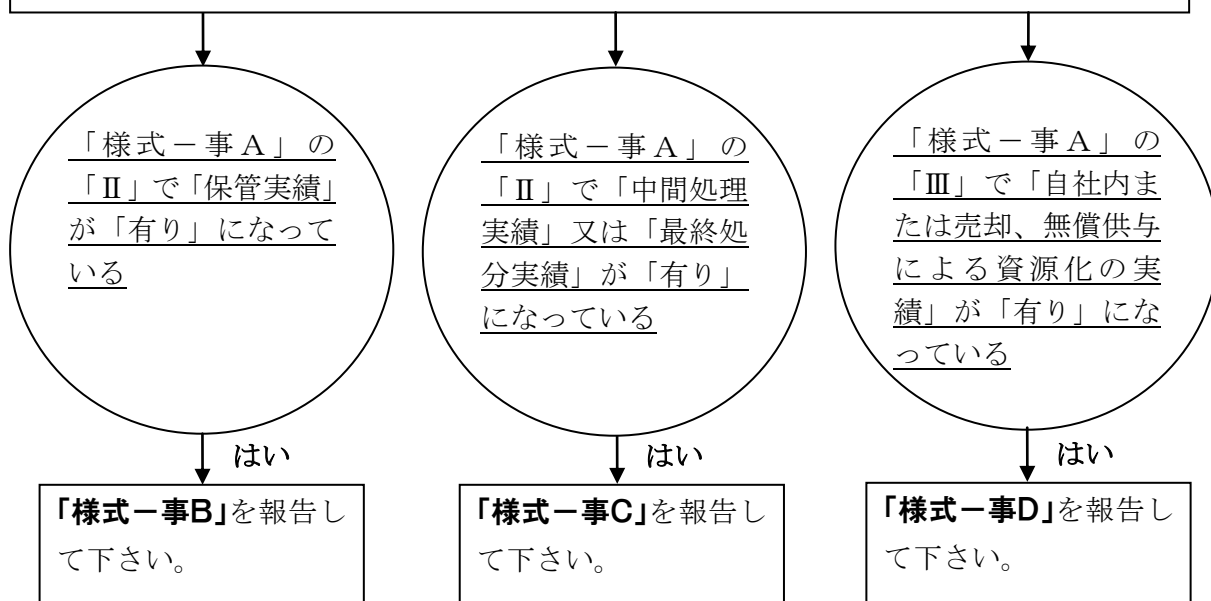 「様式－事Ａ」の
「Ⅱ」で「保管実績」
が「有り」になって
いる
「様式－事Ａ」の
「Ⅱ」で「中間処理
実績」又は「最終処
分実績」が「有り」
になっている
「様式－事Ａ」の
「Ⅲ」で「自社内ま
たは売却、無償供与
による資源化の実
績」が「有り」にな
っている
はい
はい
はい
「様式－事Ｂ」を報告し
て下さい。
「様式－事Ｃ」を報告し
て下さい。
「様式－事Ｄ」を報告し
て下さい。